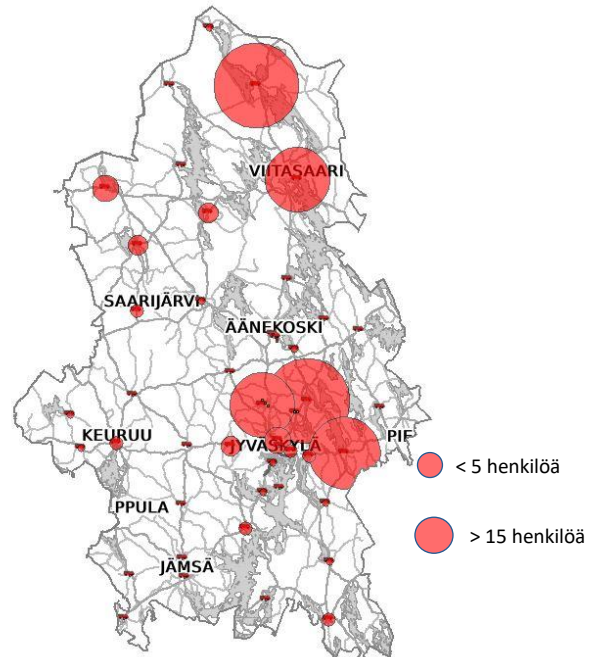 VIITASAARI
SAARIJÄRVI
ÄÄNEKOSKI
KEURUU
JYVÄSKYLÄ
PIE
< 5 henkilöä
PPULA
> 15 henkilöä
JÄMSÄ